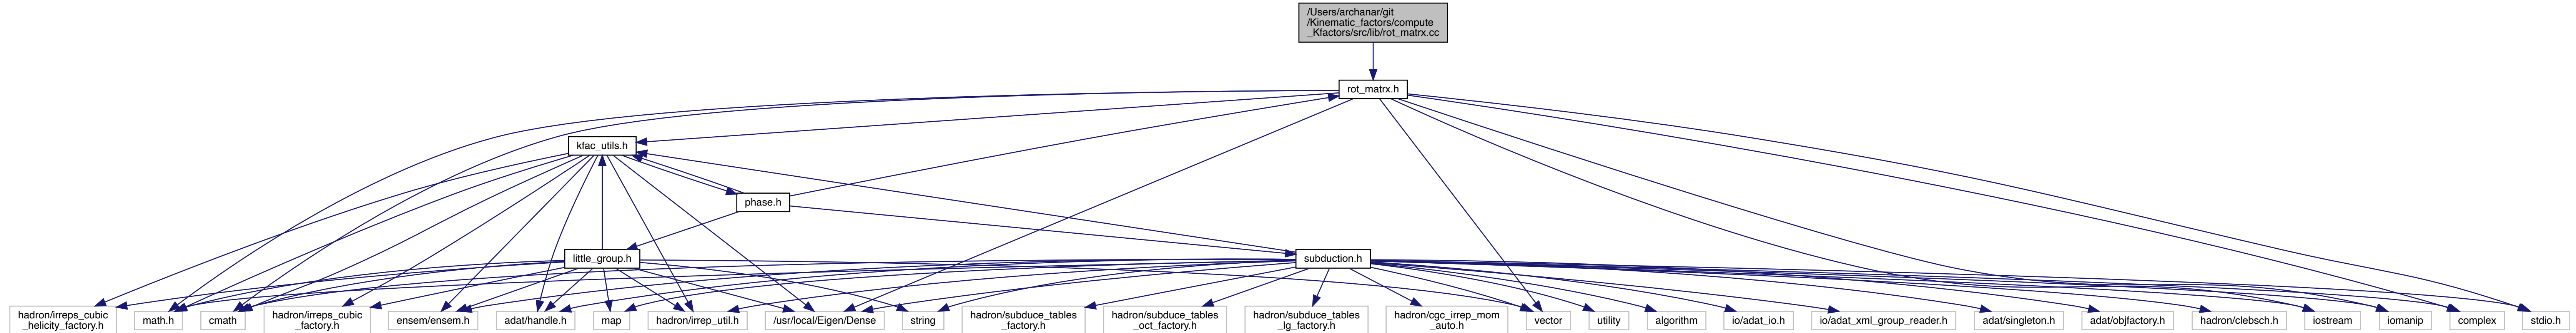 /Users/archanar/git
/Kinematic_factors/compute
_Kfactors/src/lib/rot_matrx.cc
rot_matrx.h
kfac_utils.h
phase.h
little_group.h
subduction.h
hadron/irreps_cubic
_helicity_factory.h
math.h
cmath
hadron/irreps_cubic
_factory.h
ensem/ensem.h
adat/handle.h
map
hadron/irrep_util.h
/usr/local/Eigen/Dense
string
hadron/subduce_tables
_factory.h
hadron/subduce_tables
_oct_factory.h
hadron/subduce_tables
_lg_factory.h
hadron/cgc_irrep_mom
_auto.h
vector
utility
algorithm
io/adat_io.h
io/adat_xml_group_reader.h
adat/singleton.h
adat/objfactory.h
hadron/clebsch.h
iostream
iomanip
complex
stdio.h